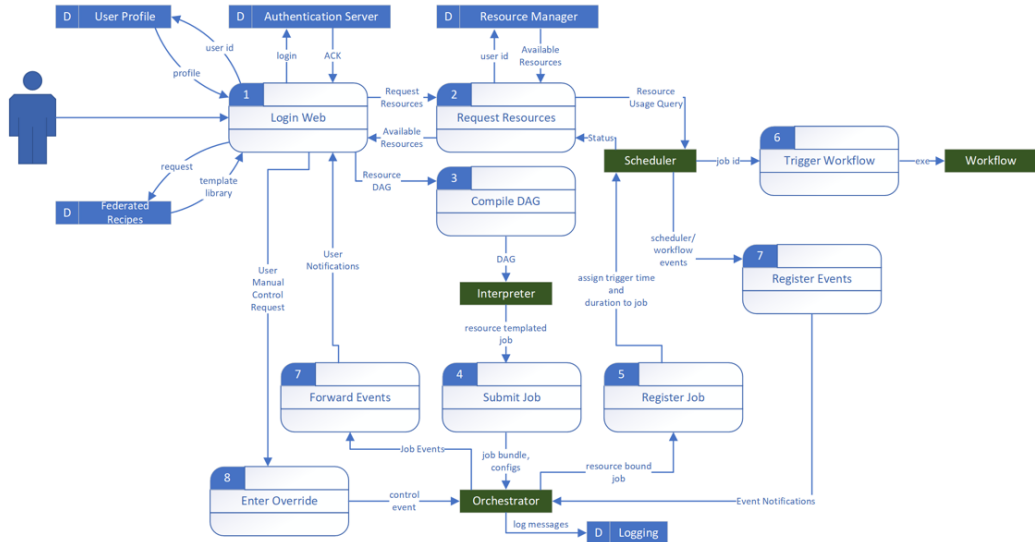 D User Profile
D Authentication Server
D Resource Manager
user id
login
ACK
user id
Available
Resources
profile
1
Login Web
Request
Resources
2
Request Resources
Resource
Usage Query
Available
Resources
Status
6
Trigger Workflow
Scheduler
job id
exe
Workflow
request
template
library
Resource
DAG
3
Compile DAG
D Federated
Recipes
scheduler/
workflow
events
7
Register Events
User
Notifications
User
Manual
Control
Request
DAG
assign trigger time
and
duration to job
Interpreter
resource templated
job
7
Forward Events
4
Submit Job
5
Register Job
Job Events
job bundle,
configs
resource bound
job
8
Enter Override
control
event
Orchestrator
Event Notifications
log messages
D Logging